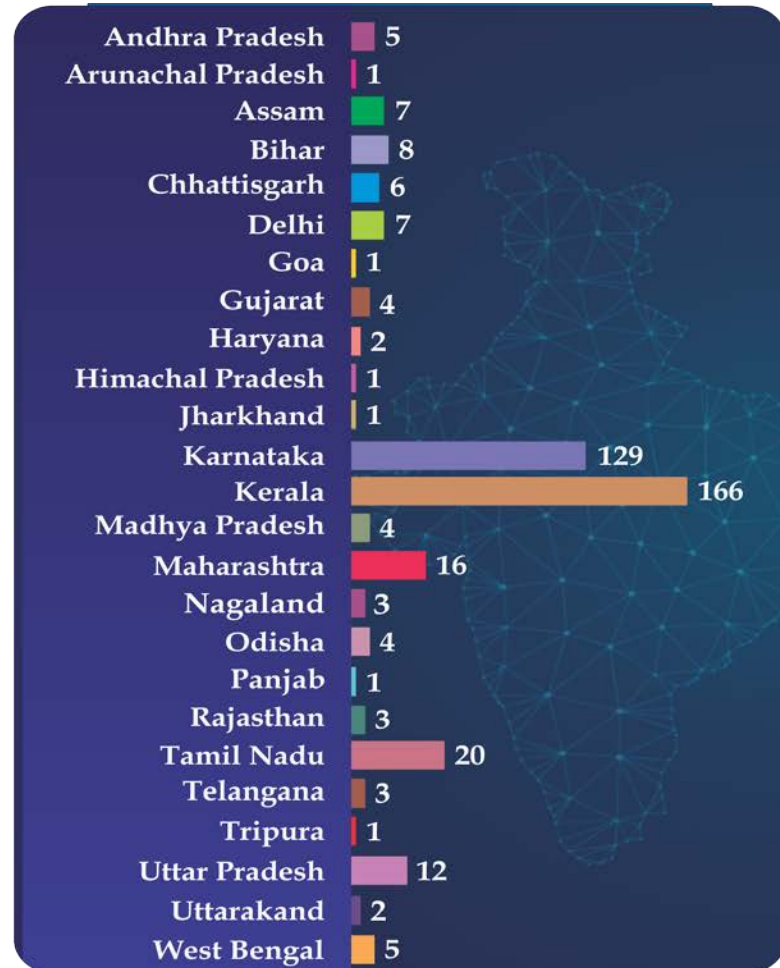 Andhra Pradesh 5
Arunachal Pradesh 1
Assam 7
Bihar 8
Chhattisgarh 6
Delhi 7
Goa 1
Gujarat 4
Haryana 2
Himachal Pradesh 1
Jharkhand 1
Karnataka 129
Kerala 166
Madhya Pradesh 4
Maharashtra 16
Nagaland 3
Odisha 4
Panjab 1
Rajasthan 3
Tamil Nadu 20
Telangana 3
Tripura 1
Uttar Pradesh 12
Uttarakand 2
West Bengal 5